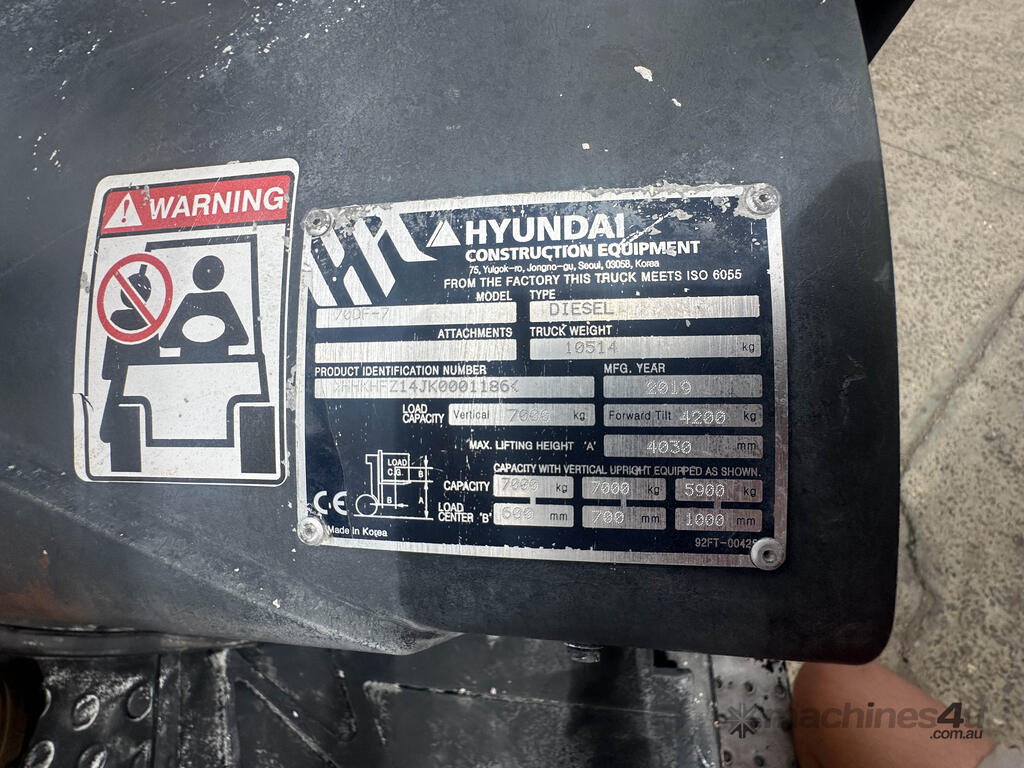 WARNING
HYUNDAI
CONSTRUCTION EQUIPMENT
75, Yulgok-ro, Jongno-gu, Seoul, 03058, Korea
FROM THE FACTORY THIS TRUCK MEETS ISO 6055
MODEL TYPE
70DF-7 DIESEL
ATTACHMENTS TRUCK WEIGHT
10514 kg
PRODUCT IDENTIFICATION NUMBER MFG. YEAR
HHKHFZ14JK0001186 2019
LOAD CAPACITY Vertical 7000 kg Forward Tilt 4200 kg
MAX. LIFTING HEIGHT 'A' 4030 mm
CAPACITY WITH VERTICAL UPRIGHT EQUIPPED AS SHOWN.
LOAD
C.G.
B
B
A
CAPACITY 7000 kg 7000 kg 5900 kg
LOAD CENTER 'B' 600 mm 700 mm 1000 mm
CE
Made in Korea
machines4u
.com.au